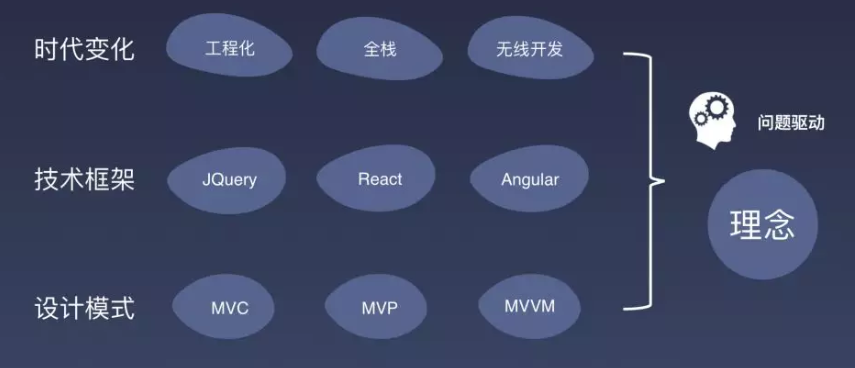 时代变化 工程化 全栈 无线开发
问题驱动
技术框架 JQuery React Angular
理念
设计模式 MVC MVP MVVM